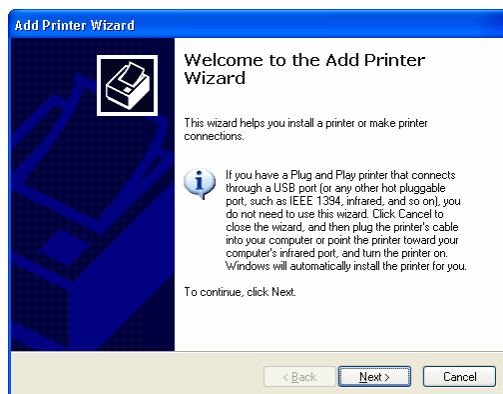 Add Printer Wizard
Welcome to the Add Printer
Wizard
This wizard helps you install a printer or make printer
connections.
If you have a Plug and Play printer that connects
through a USB port (or any other hot pluggable
port, such as IEEE 1394, infrared, and so on), you
do not need to use this wizard. Click Cancel to
close the wizard, and then plug the printer's cable
into your computer or point the printer toward your
computer's infrared port, and turn the printer on.
Windows will automatically install the printer for you.
To continue, click Next.
< Back Next > Cancel